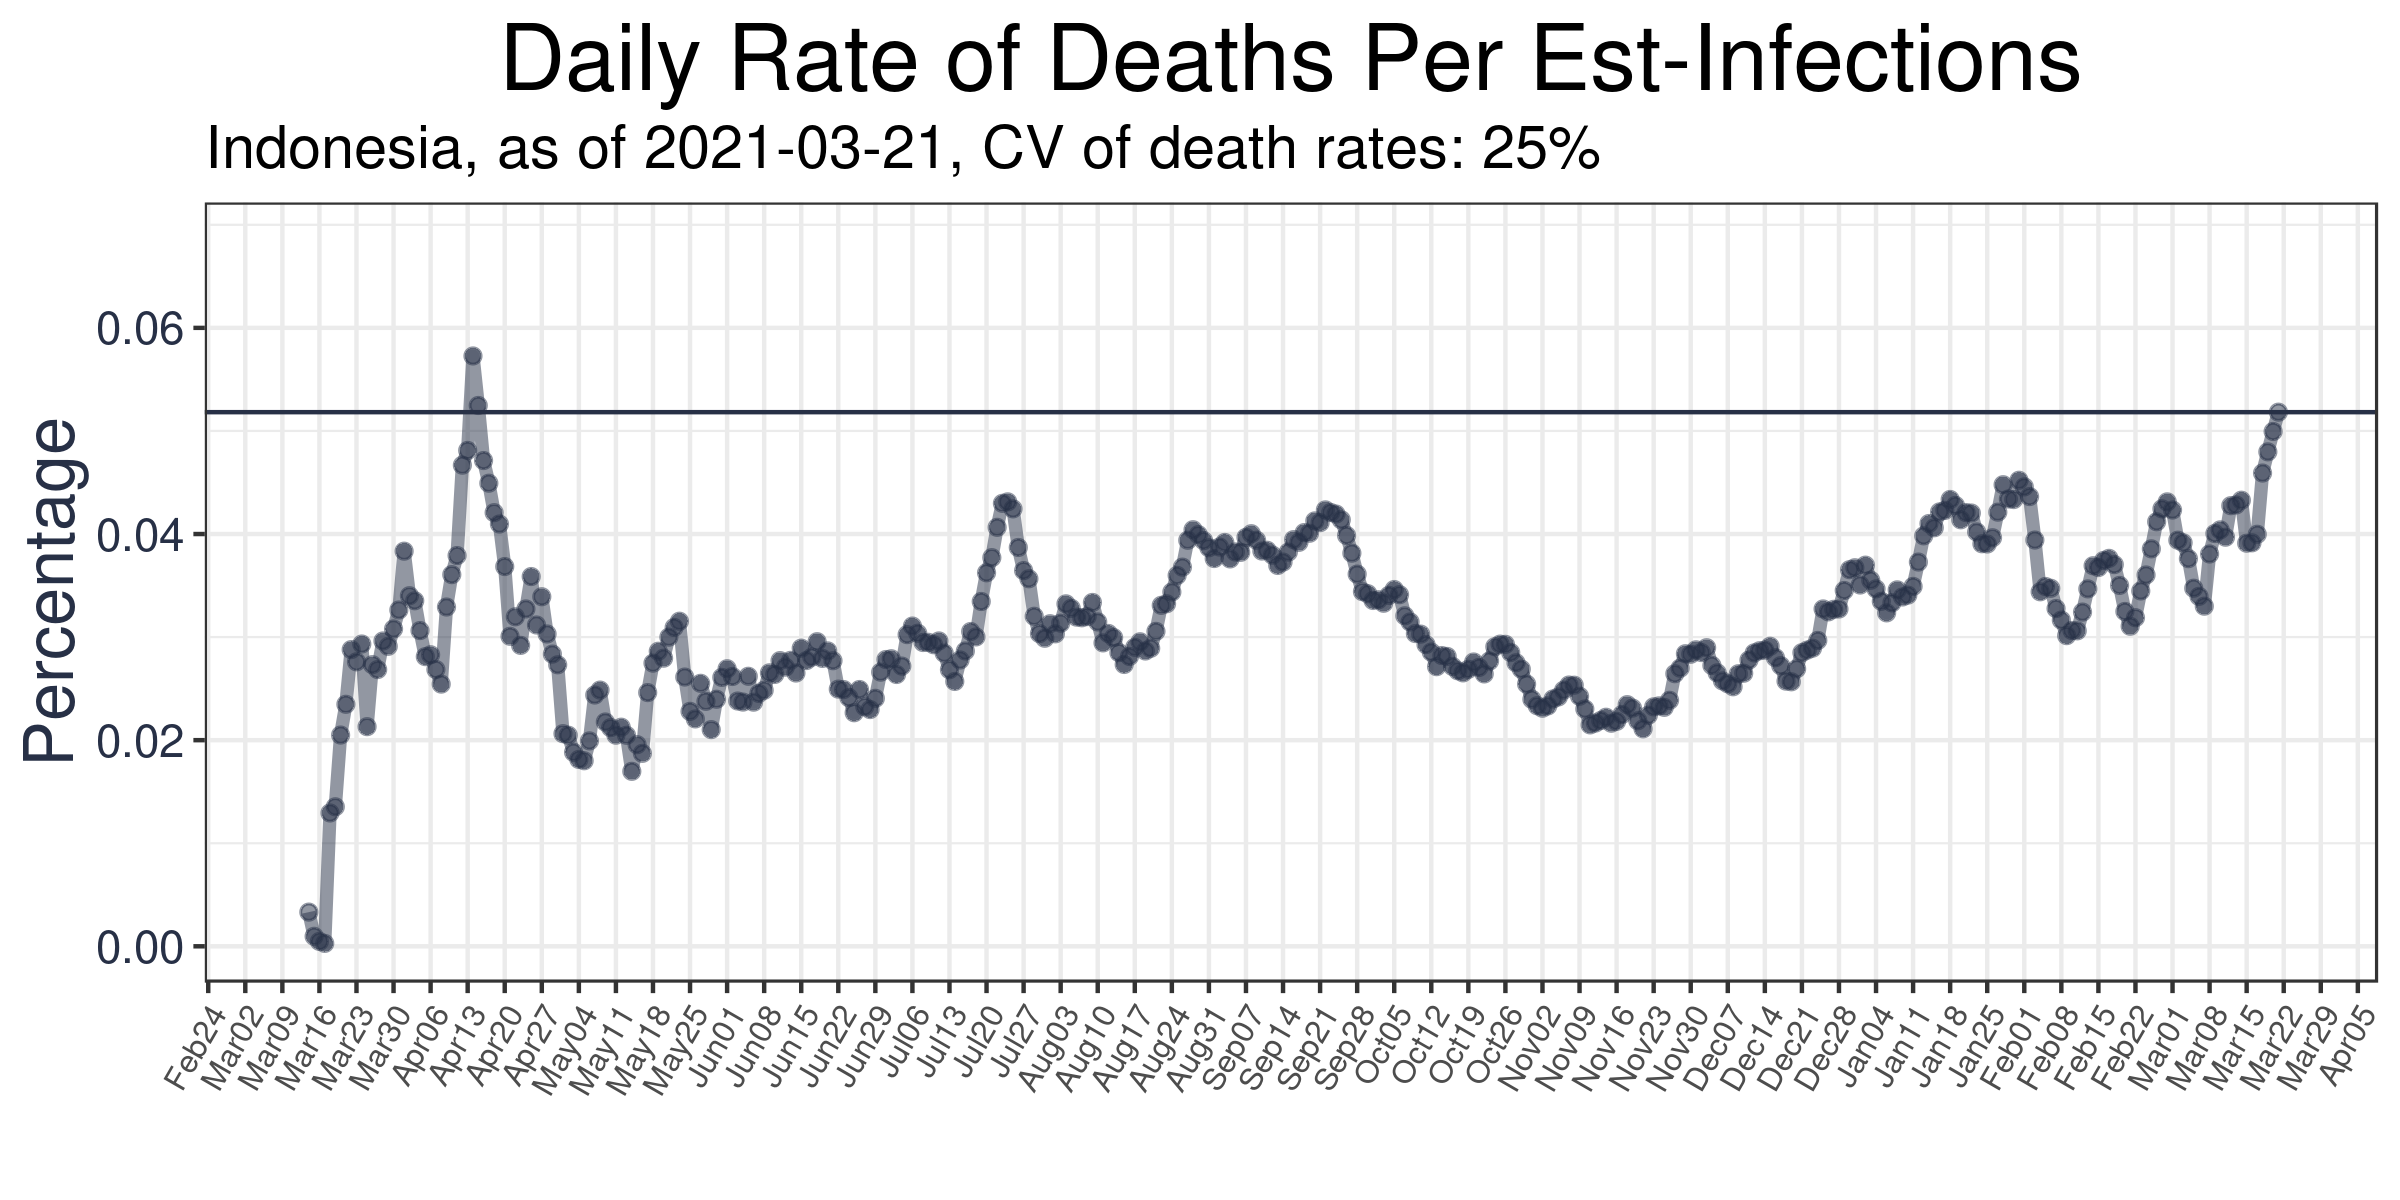 Daily Rate of Deaths Per Est-Infections
Indonesia, as of 2021-03-21, CV of death rates: 25%
Percentage
0.06
0.04
0.02
0.00
Feb24
Mar02
Mar09
Mar16
Mar23
Mar30
Apr06
Apr13
Apr20
Apr27
May04
May11
May18
May25
Jun01
Jun08
Jun15
Jun22
Jun29
Jul06
Jul13
Jul20
Jul27
Aug03
Aug10
Aug17
Aug24
Aug31
Sep07
Sep14
Sep21
Sep28
Oct05
Oct12
Oct19
Oct26
Nov02
Nov09
Nov16
Nov23
Nov30
Dec07
Dec14
Dec21
Dec28
Jan04
Jan11
Jan18
Jan25
Feb01
Feb08
Feb15
Feb22
Mar01
Mar08
Mar15
Mar22
Mar29
Apr05